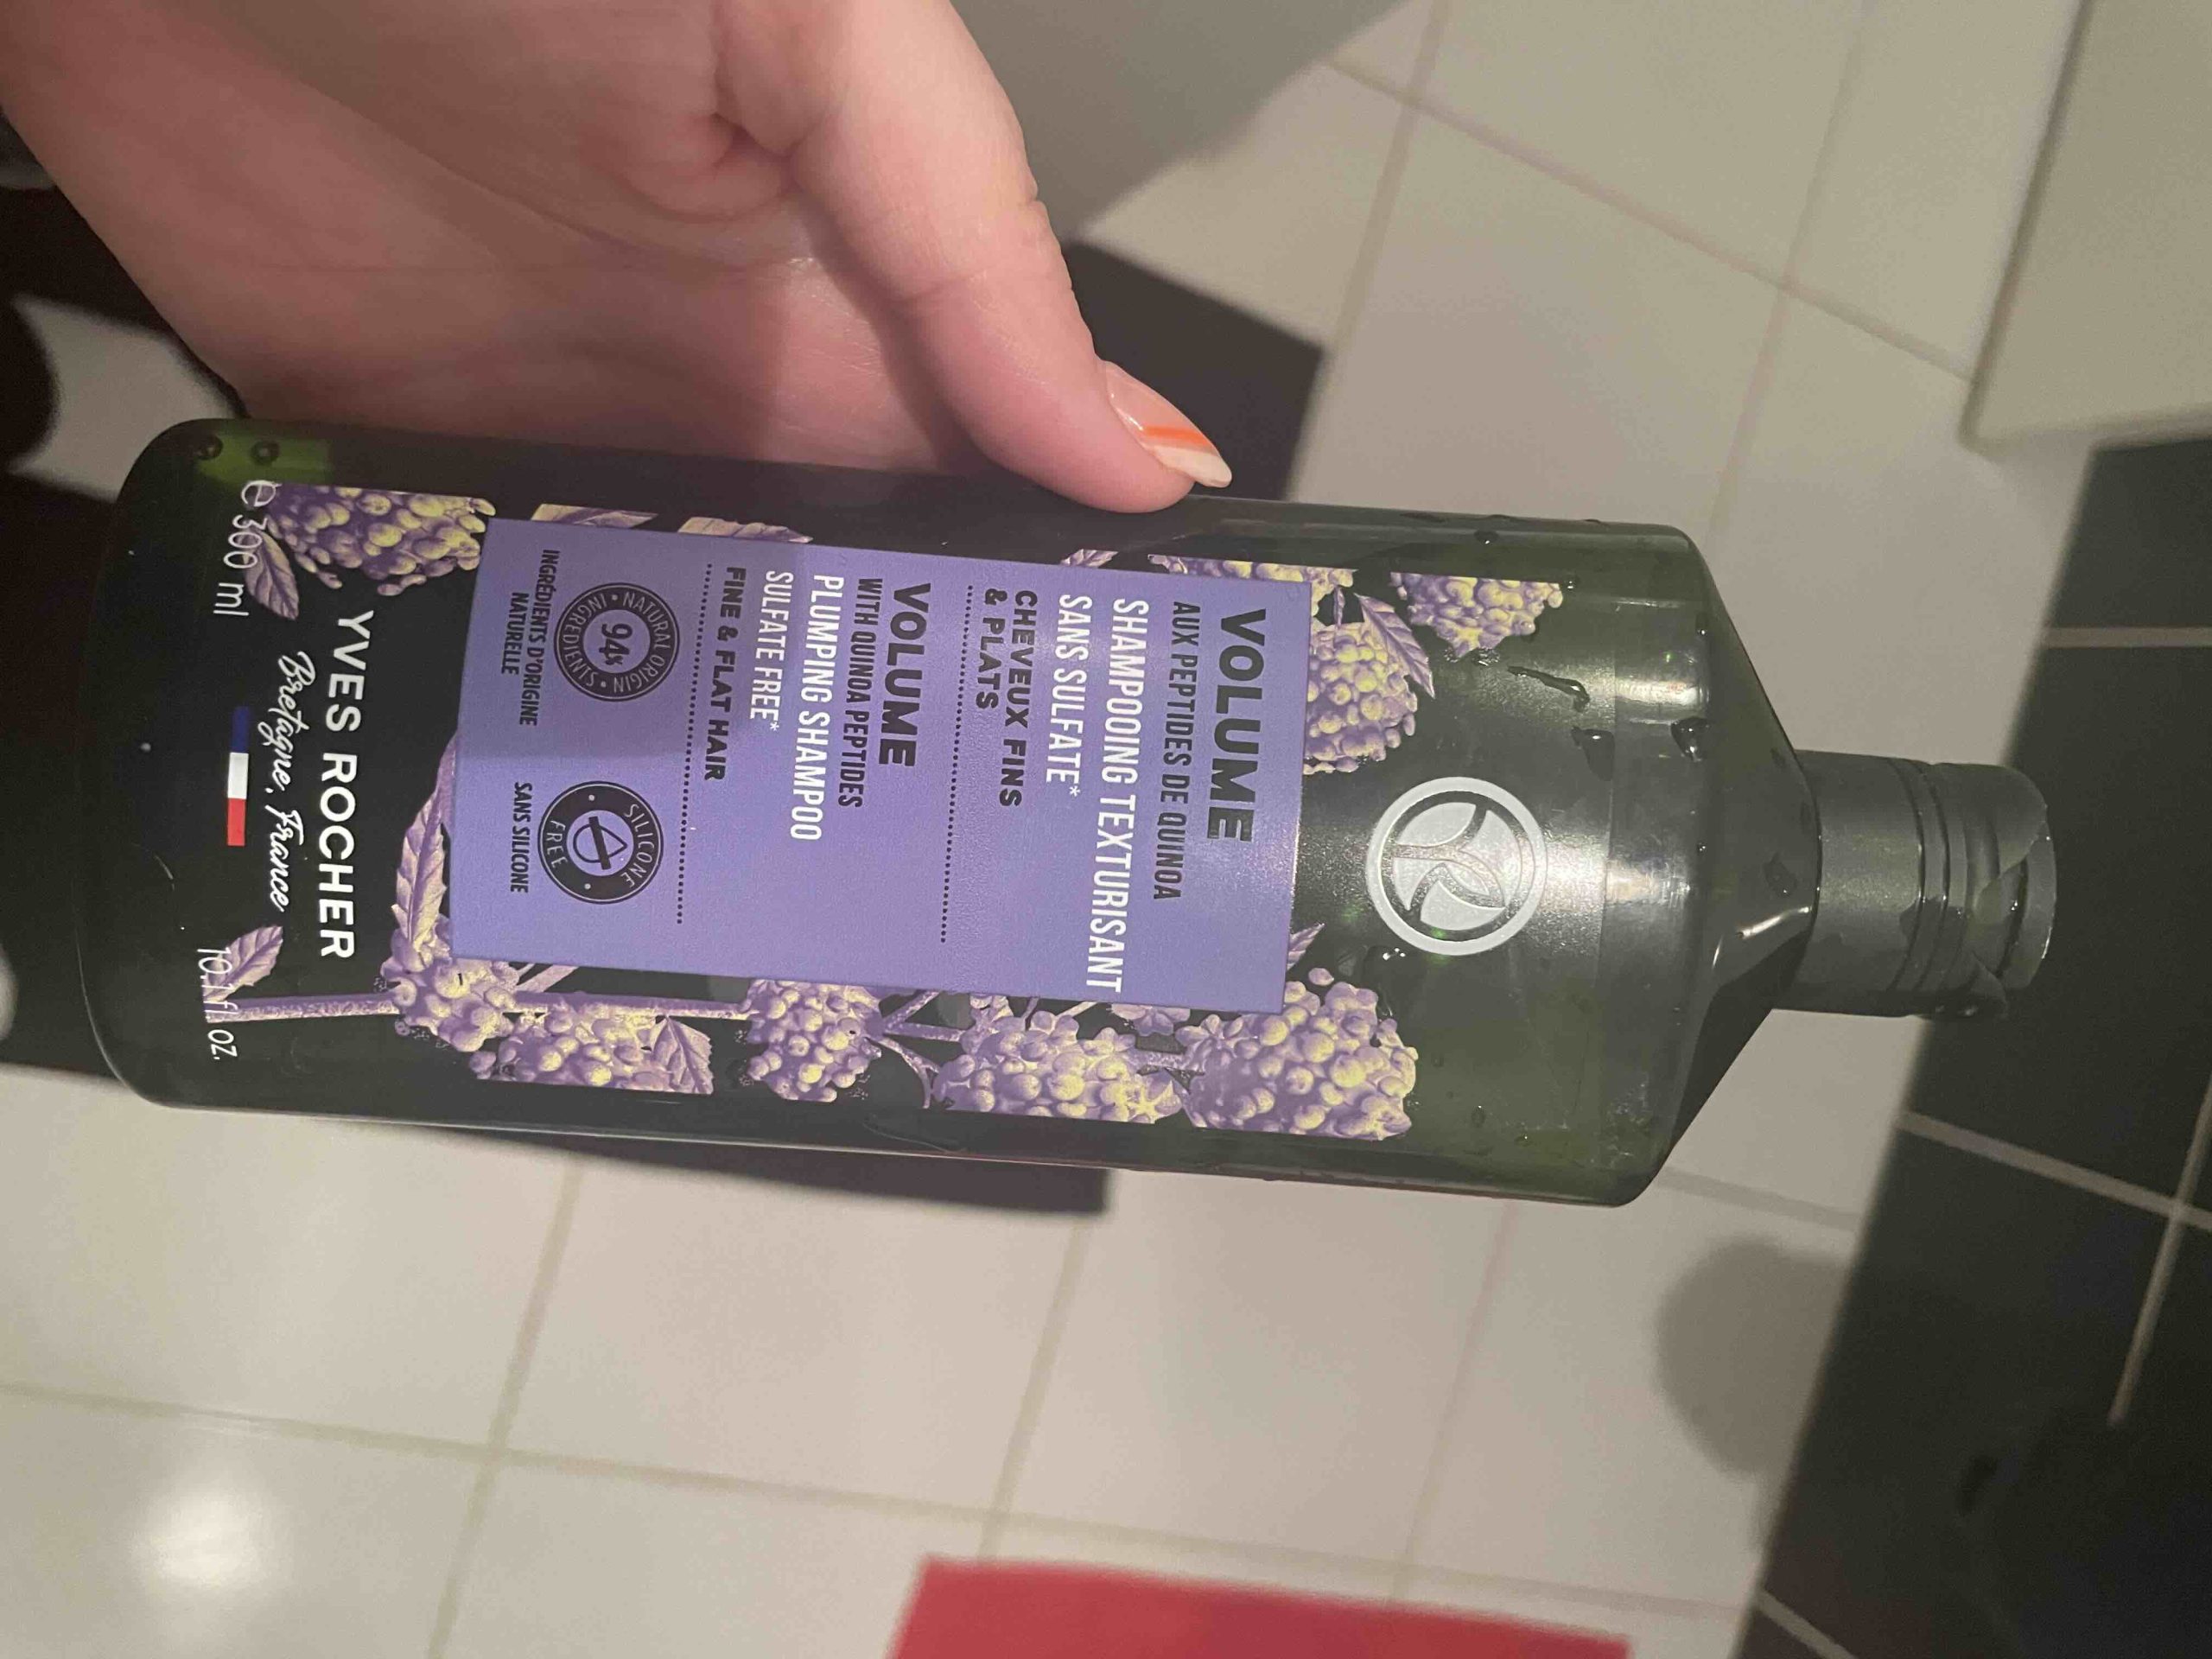 VOLUME
AUX PEPTIDES DE QUINOA
SHAMPOOING TEXTURISANT
SANS SULFATE*
CHEVEUX FINS
& PLATS
VOLUME
WITH QUINOA PEPTIDES
PLUMPING SHAMPOO
SULFATE FREE*
FINE & FLAT HAIR
NATURAL ORIGIN • INGREDIENTS •
94%
INGRÉDIENTS D'ORIGINE
NATURELLE
SILICONE
FREE
SANS SILICONE
YVES ROCHER
Bretagne, France
e 300 ml
10.1 fl. oz.